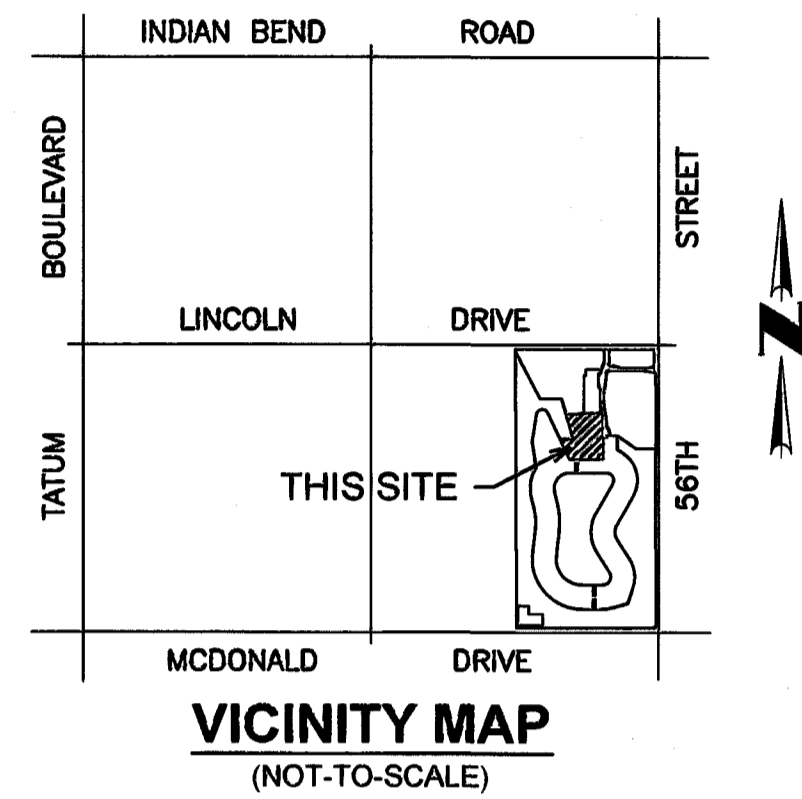 INDIAN BEND ROAD
BOULEVARD
STREET
LINCOLN DRIVE
TATUM
THIS SITE
56TH
N
MCDONALD DRIVE
VICINITY MAP
(NOT-TO-SCALE)